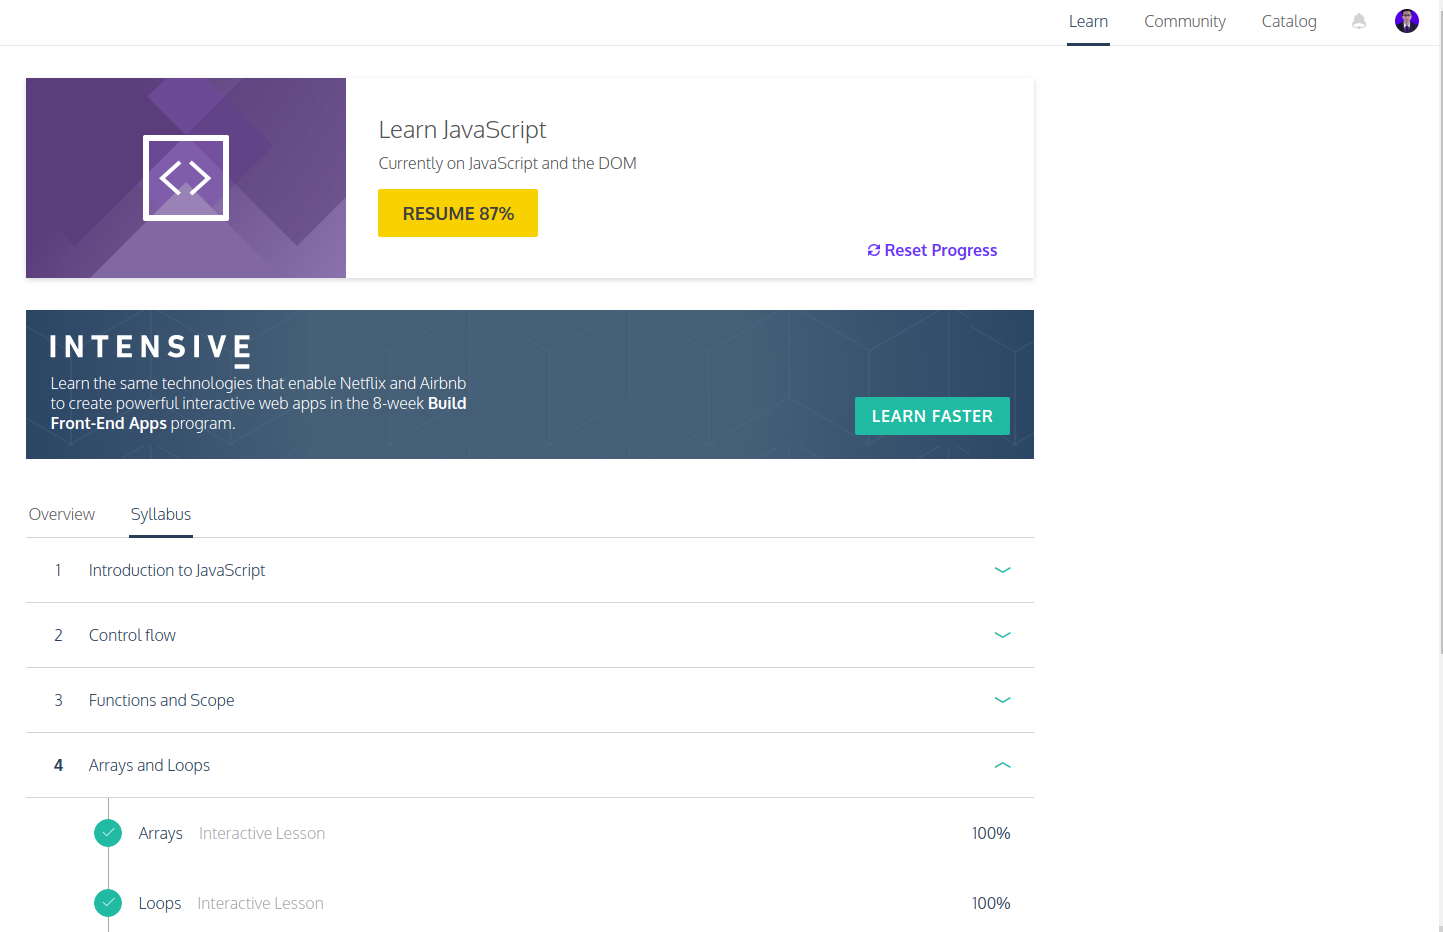 Learn Community Catalog
Learn JavaScript
Currently on JavaScript and the DOM
RESUME 87%
Reset Progress
INTENSIVE
Learn the same technologies that enable Netflix and Airbnb
to create powerful interactive web apps in the 8-week Build
Front-End Apps program.
LEARN FASTER
Overview Syllabus
1 Introduction to JavaScript
2 Control flow
3 Functions and Scope
4 Arrays and Loops
Arrays Interactive Lesson 100%
Loops Interactive Lesson 100%